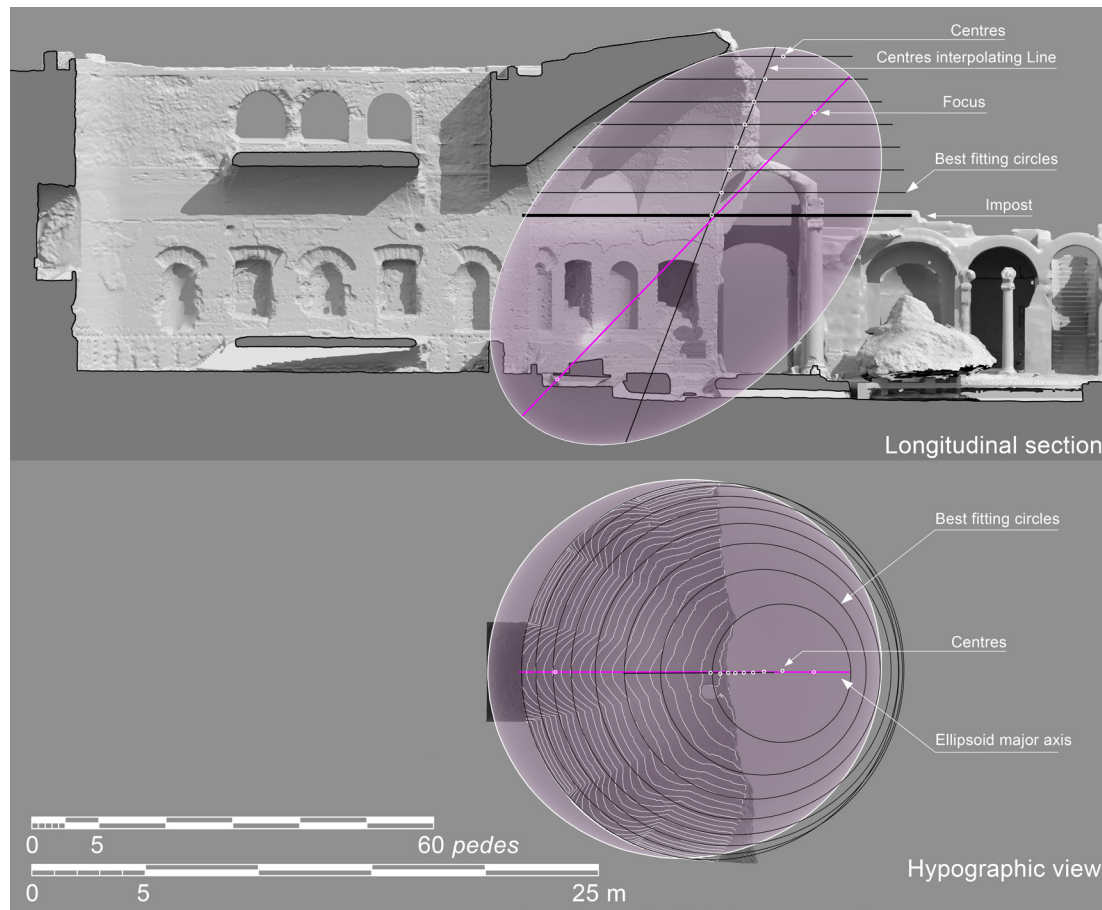 Centres
Centres interpolating Line
Focus
Best fitting circles
Impost
Longitudinal section
Best fitting circles
Centres
Ellipsoid major axis
0 5 60 pedes
Hypographic view
0 5 25 m